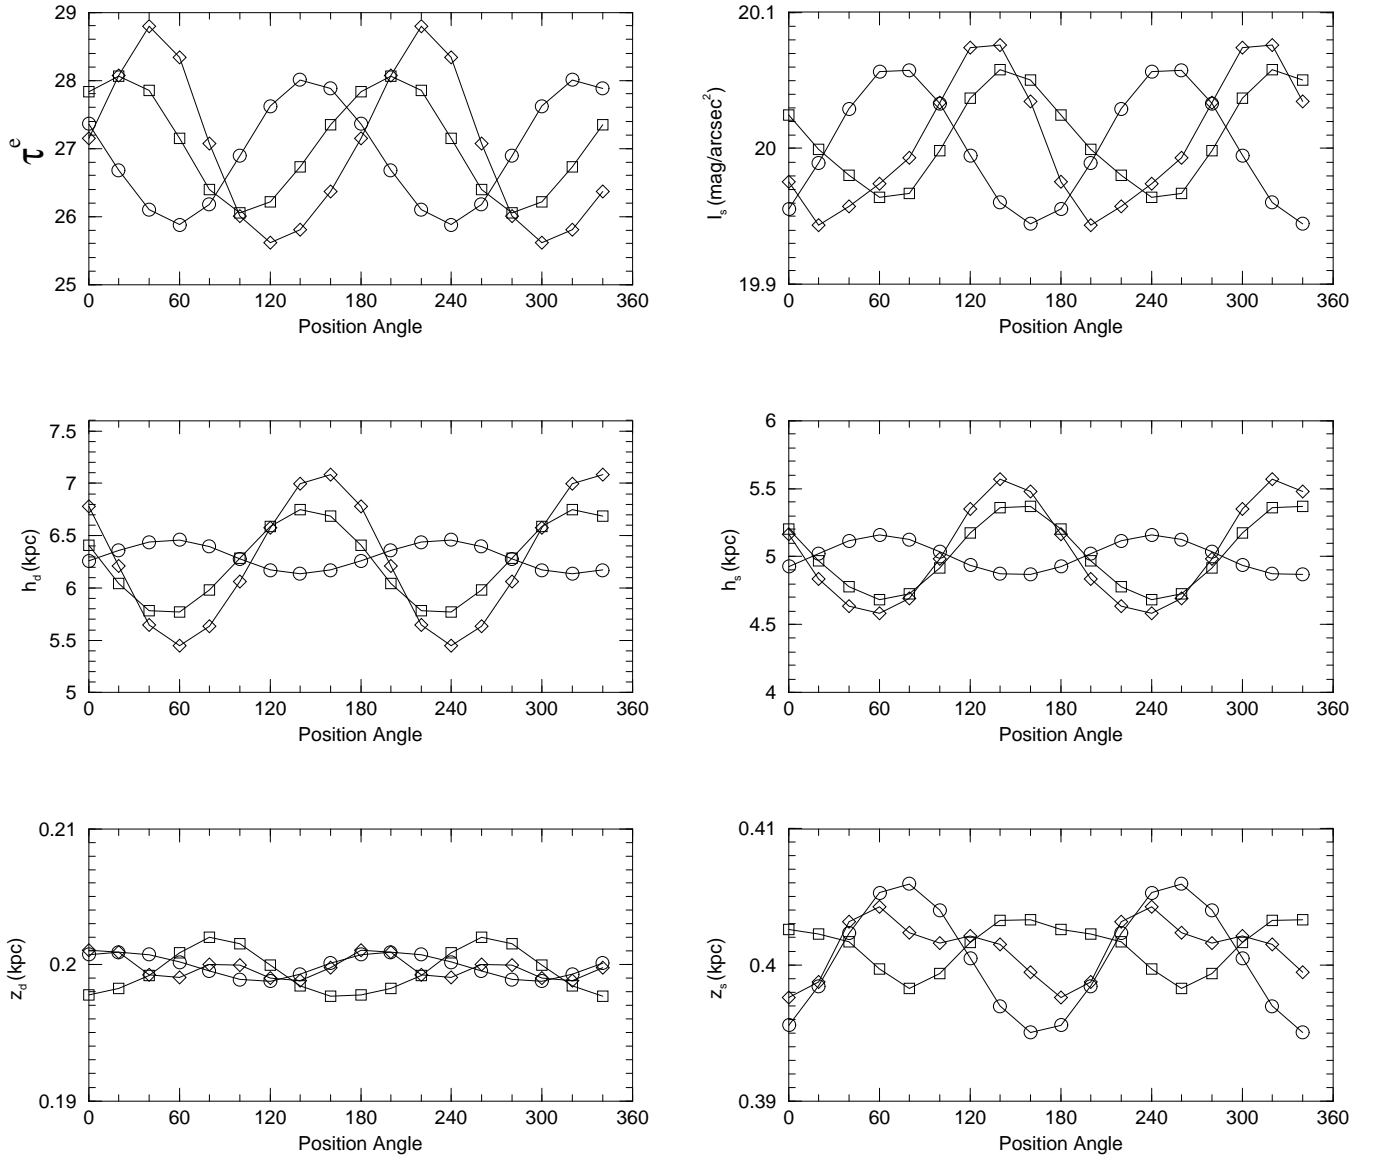 29
28
27
26
25
τ^e
0 60 120 180 240 300 360
Position Angle
20.1
20
19.9
I_s (mag/arcsec^2)
0 60 120 180 240 300 360
Position Angle
7.5
7
6.5
6
5.5
5
h_d (kpc)
0 60 120 180 240 300 360
Position Angle
6
5.5
5
4.5
4
h_s (kpc)
0 60 120 180 240 300 360
Position Angle
0.21
0.2
0.19
z_d (kpc)
0 60 120 180 240 300 360
Position Angle
0.41
0.4
0.39
z_s (kpc)
0 60 120 180 240 300 360
Position Angle